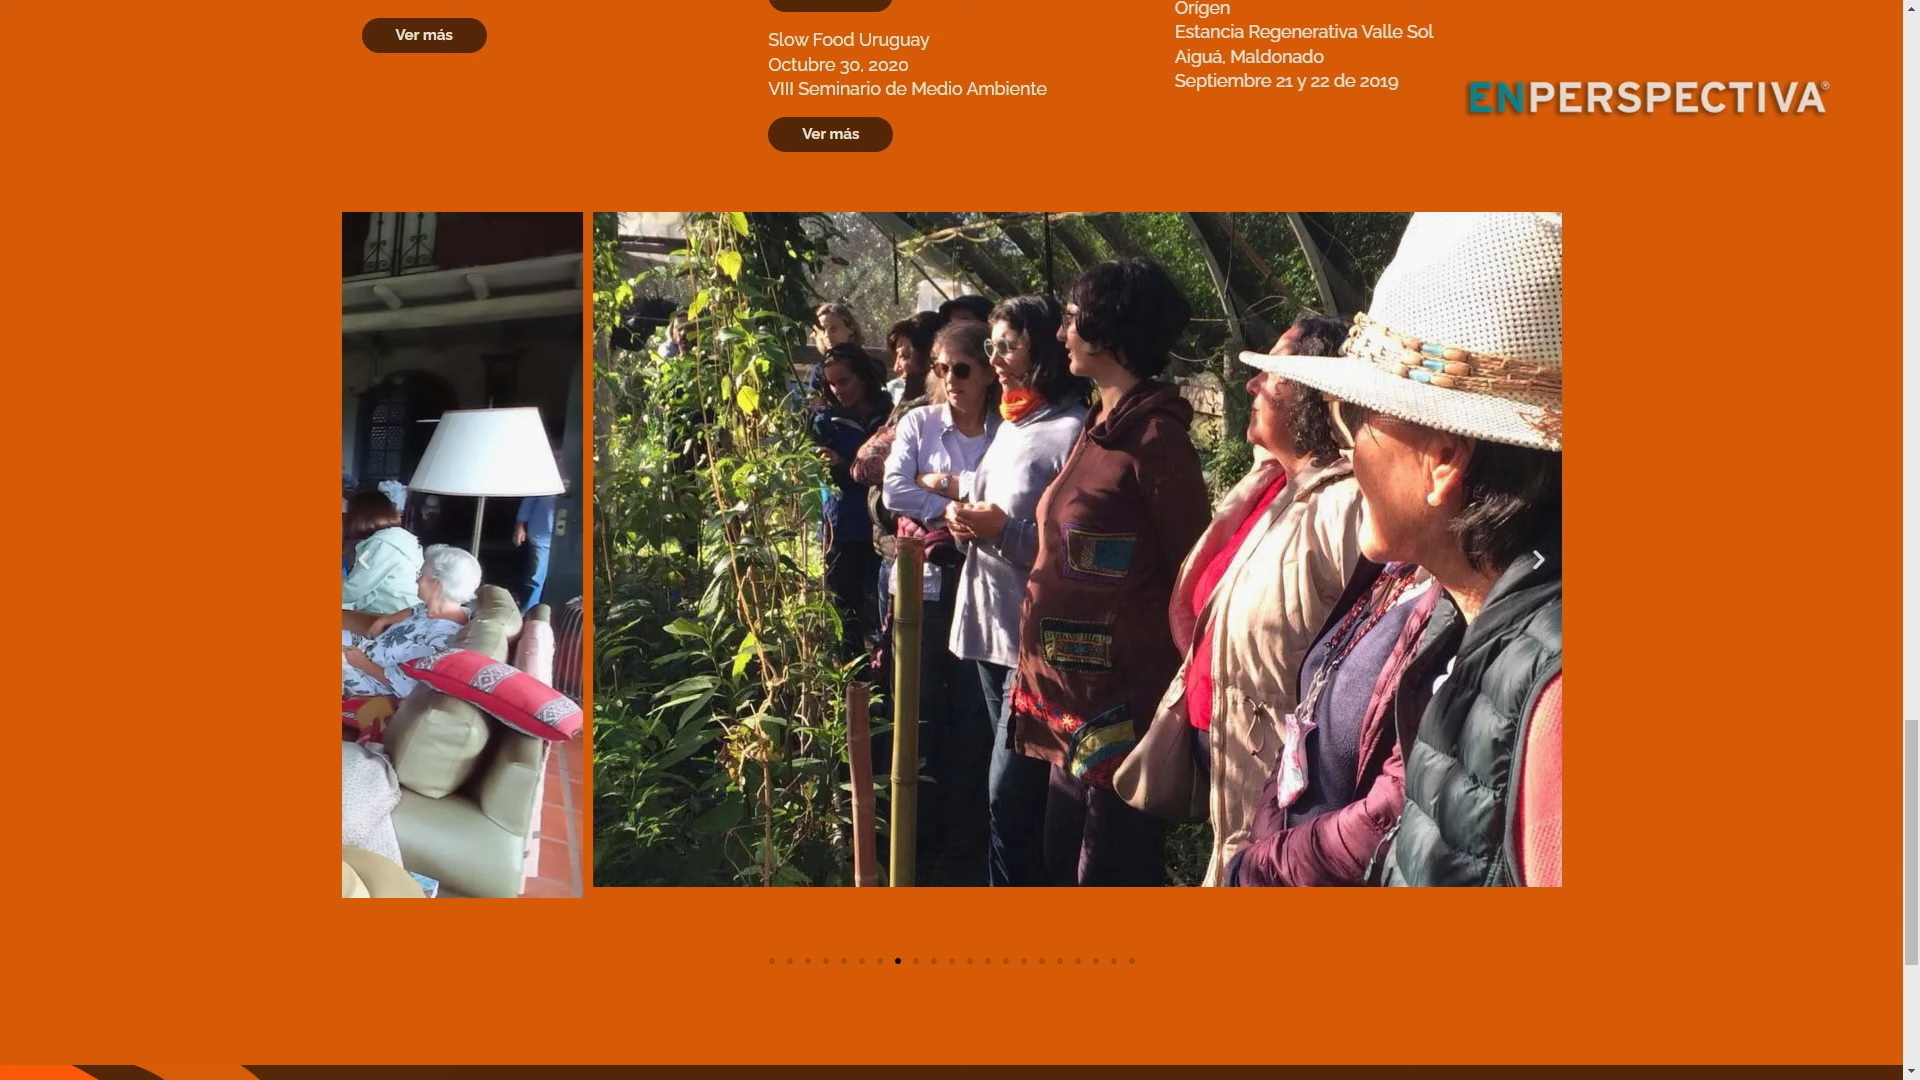 Ver más
Slow Food Uruguay
Octubre 30, 2020
VIII Seminario de Medio Ambiente
Ver más
Orígen
Estancia Regenerativa Valle Sol
Aiguá, Maldonado
Septiembre 21 y 22 de 2019
ENPERSPECTIVA®